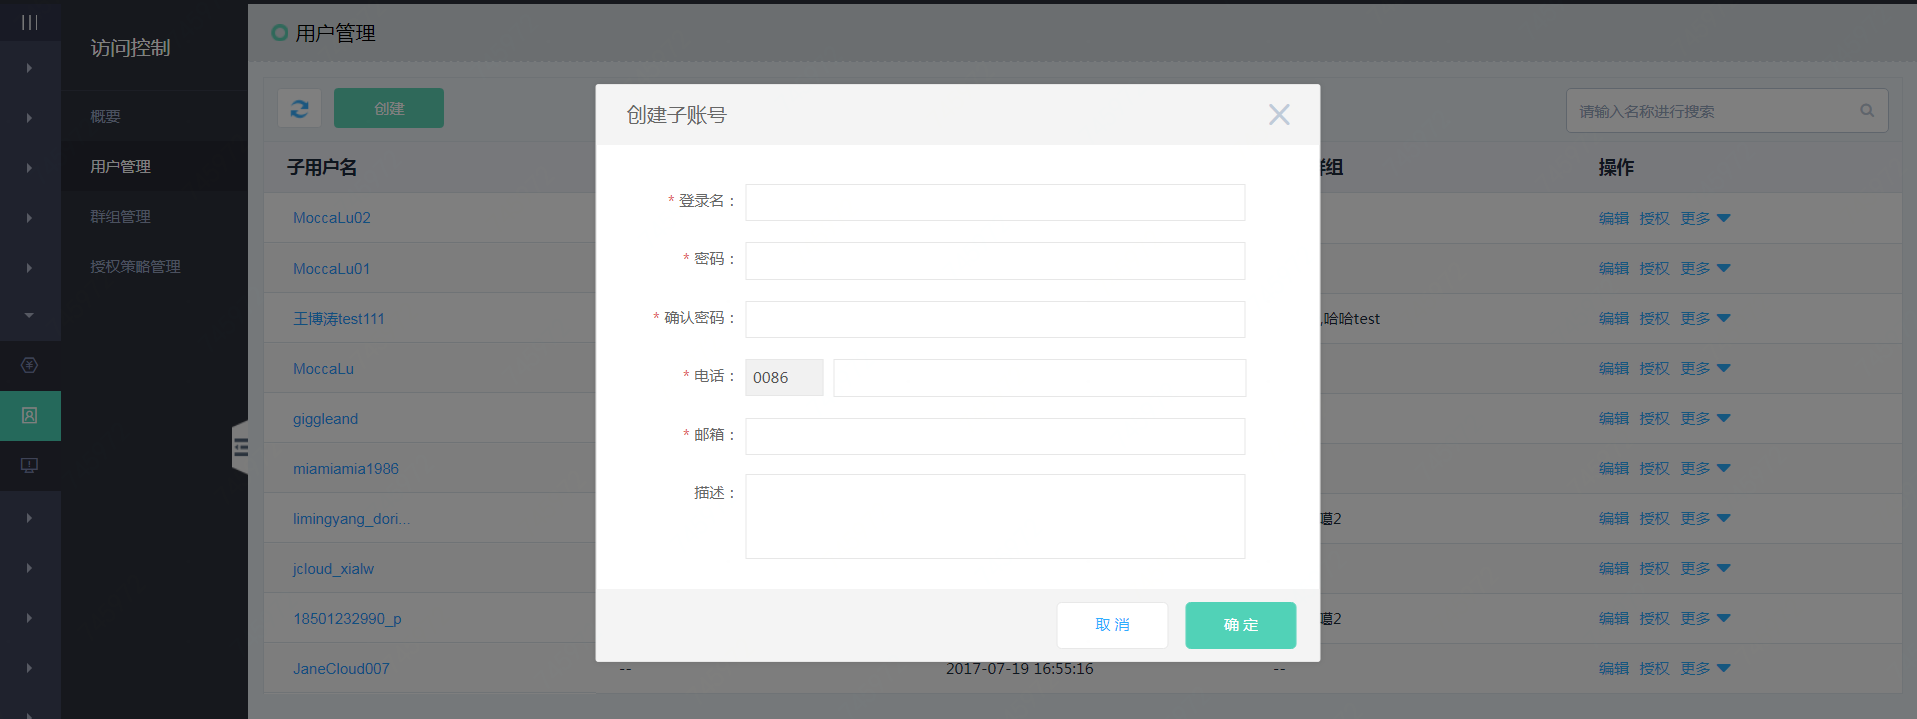 访问控制
概要
用户管理
群组管理
授权策略管理
用户管理
创建
请输入名称进行搜索
子用户名
群组
操作
MoccaLu02
编辑 授权 更多
MoccaLu01
编辑 授权 更多
王博涛test111
,哈哈test
编辑 授权 更多
MoccaLu
编辑 授权 更多
giggleand
编辑 授权 更多
miamiamia1986
编辑 授权 更多
limingyang_dori...
2
编辑 授权 更多
jcloud_xialw
编辑 授权 更多
18501232990_p
2
编辑 授权 更多
JaneCloud007
--
2017-07-19 16:55:16
--
编辑 授权 更多
创建子账号
* 登录名：
* 密码：
* 确认密码：
* 电话： 0086
* 邮箱：
描述：
取消
确定